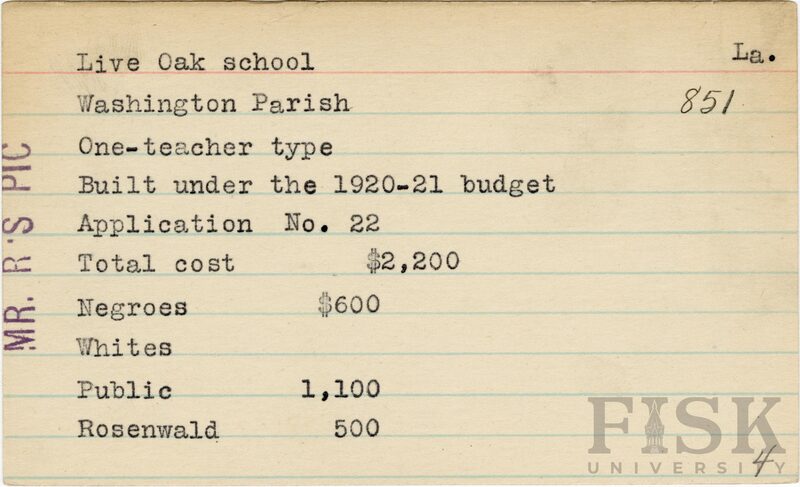 La.
Live Oak school
851
Washington Parish
One-teacher type
Built under the 1920-21 budget
Application No. 22
Total cost $2,200
Negroes $600
Whites
Public 1,100
Rosenwald 500
MR. R'S PIC
FISK
UNIVERSITY
4